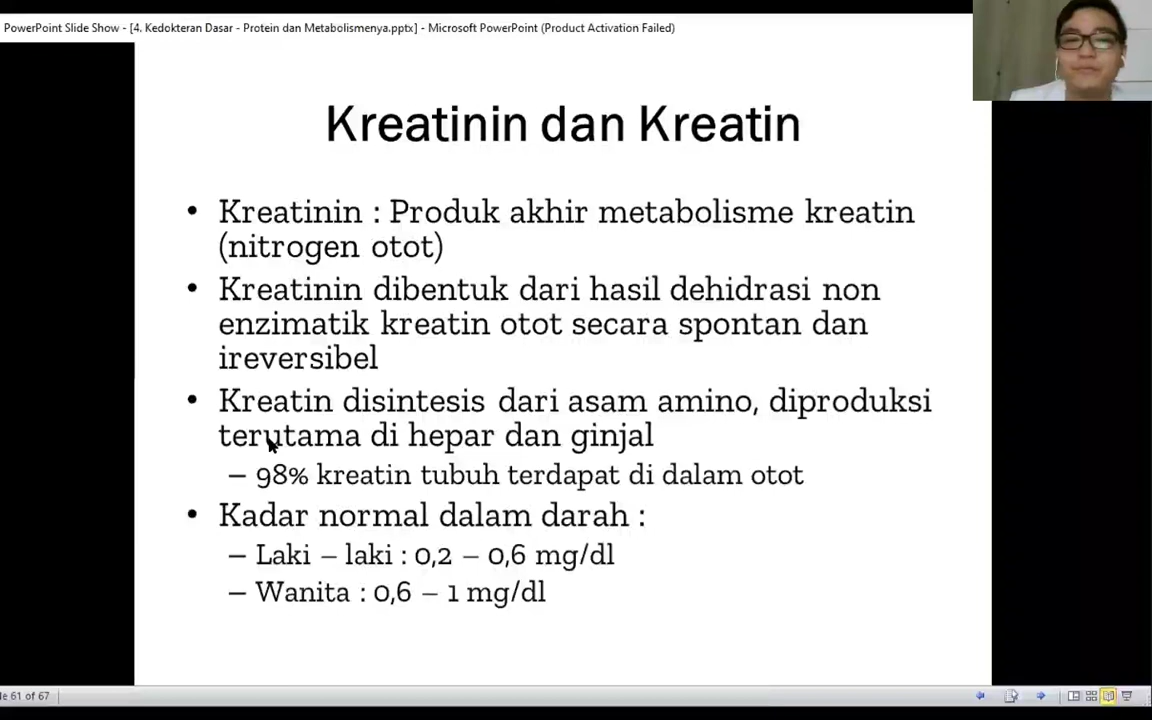 PowerPoint Slide Show - [4. Kedokteran Dasar - Protein dan Metabolismenya.pptx] - Microsoft PowerPoint (Product Activation Failed)
Kreatinin dan Kreatin
• Kreatinin : Produk akhir metabolisme kreatin
(nitrogen otot)
• Kreatinin dibentuk dari hasil dehidrasi non
enzimatik kreatin otot secara spontan dan
ireversibel
• Kreatin disintesis dari asam amino, diproduksi
terutama di hepar dan ginjal
– 98% kreatin tubuh terdapat di dalam otot
• Kadar normal dalam darah :
– Laki – laki : 0,2 – 0,6 mg/dl
– Wanita : 0,6 – 1 mg/dl
le 61 of 67